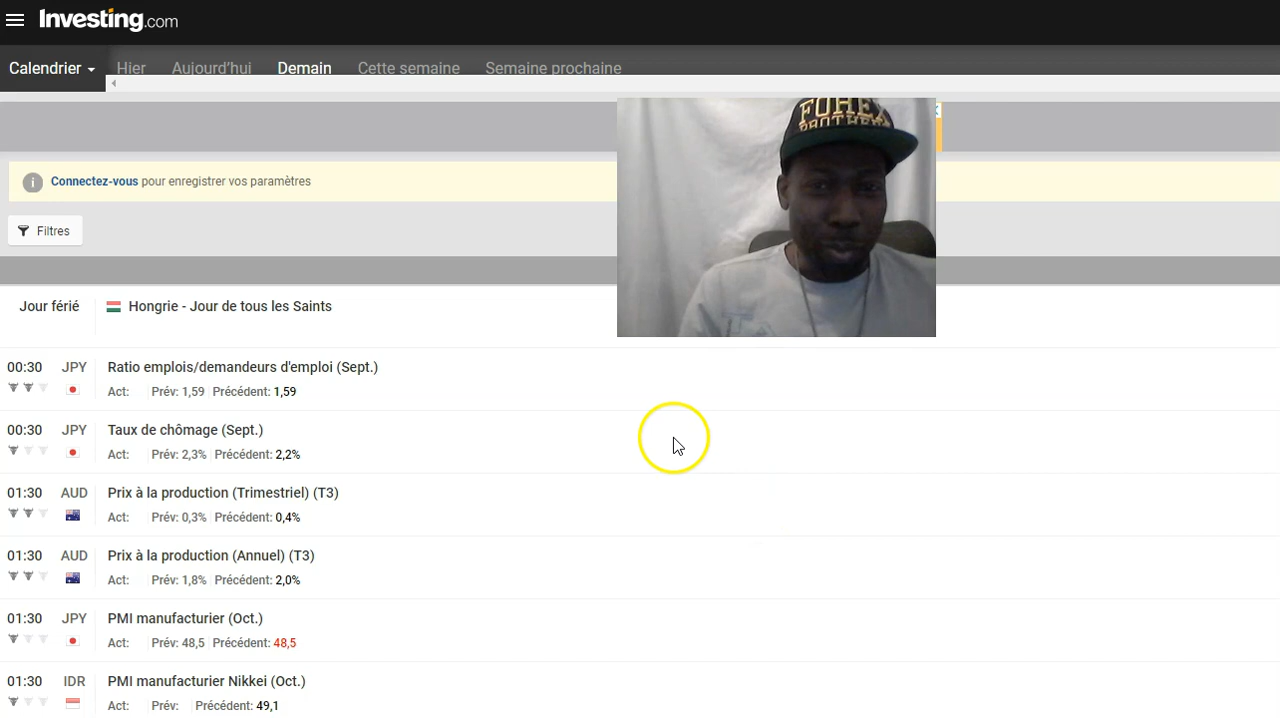 Investing.com
Calendrier Hier Aujourd'hui Demain Cette semaine Semaine prochaine
FOREX
BROTHERS
Connectez-vous pour enregistrer vos paramètres
Filtres
Jour férié Hongrie - Jour de tous les Saints
00:30 JPY Ratio emplois/demandeurs d'emploi (Sept.)
Act: Prév: 1,59 Précédent: 1,59
00:30 JPY Taux de chômage (Sept.)
Act: Prév: 2,3% Précédent: 2,2%
01:30 AUD Prix à la production (Trimestriel) (T3)
Act: Prév: 0,3% Précédent: 0,4%
01:30 AUD Prix à la production (Annuel) (T3)
Act: Prév: 1,8% Précédent: 2,0%
01:30 JPY PMI manufacturier (Oct.)
Act: Prév: 48,5 Précédent: 48,5
01:30 IDR PMI manufacturier Nikkei (Oct.)
Act: Prév: Précédent: 49,1